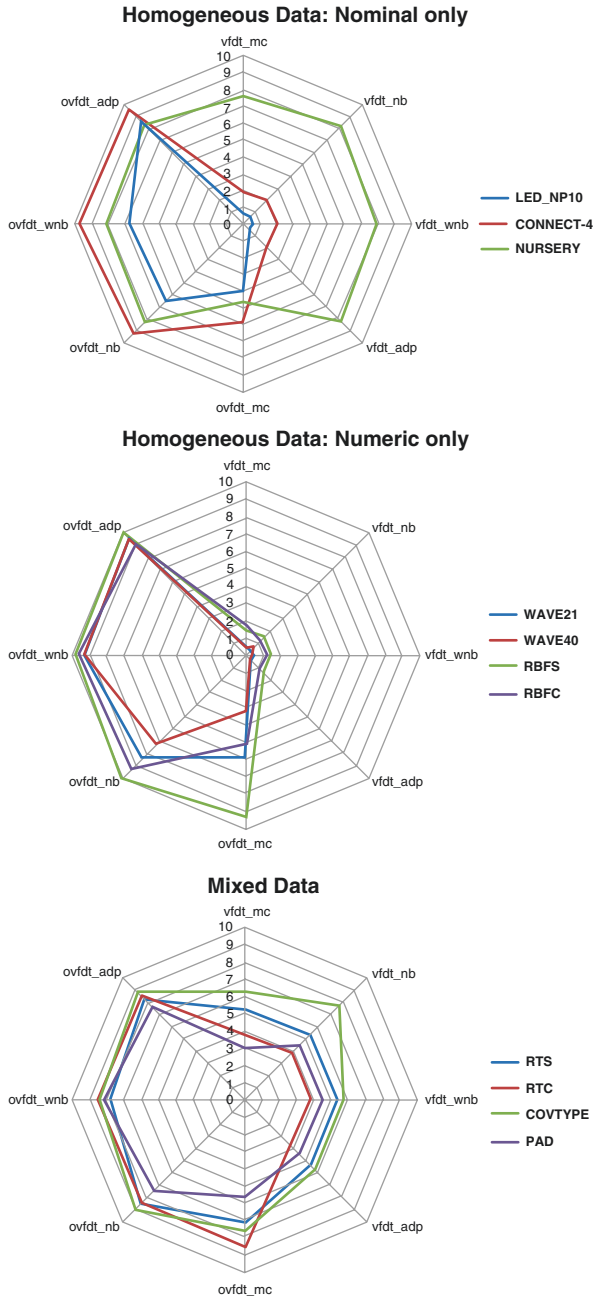 Homogeneous Data: Nominal only
vfdt_mc
10
9
8
7
6
5
4
3
2
1
0
vfdt_nb
vfdt_wnb
vfdt_adp
ovfdt_mc
ovfdt_nb
ovfdt_wnb
ovfdt_adp
LED_NP10
CONNECT-4
NURSERY
Homogeneous Data: Numeric only
vfdt_mc
10
9
8
7
6
5
4
3
2
1
0
vfdt_nb
vfdt_wnb
vfdt_adp
ovfdt_mc
ovfdt_nb
ovfdt_wnb
ovfdt_adp
WAVE21
WAVE40
RBFS
RBFC
Mixed Data
vfdt_mc
10
9
8
7
6
5
4
3
2
1
0
vfdt_nb
vfdt_wnb
vfdt_adp
ovfdt_mc
ovfdt_nb
ovfdt_wnb
ovfdt_adp
RTS
RTC
COVTYPE
PAD